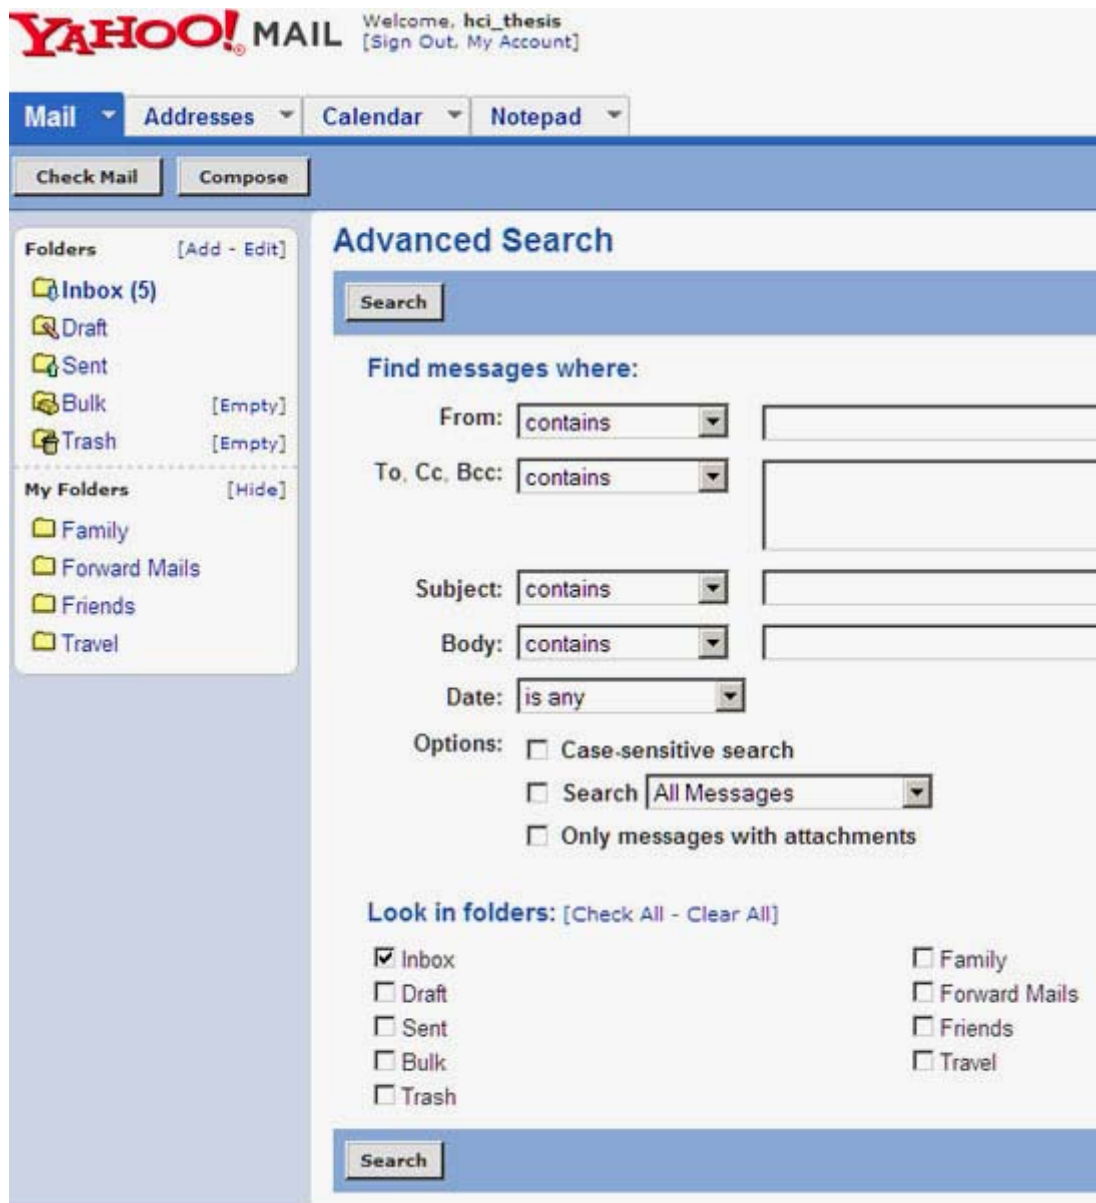 YAHOO! MAIL
Welcome, hci_thesis
[Sign Out, My Account]
Mail Addresses Calendar Notepad
Check Mail Compose
Folders [Add - Edit]
Inbox (5)
Draft
Sent
Bulk [Empty]
Trash [Empty]
My Folders [Hide]
Family
Forward Mails
Friends
Travel
Advanced Search
Search
Find messages where:
From: contains
To, Cc, Bcc: contains
Subject: contains
Body: contains
Date: is any
Options: Case-sensitive search
Search All Messages
Only messages with attachments
Look in folders: [Check All - Clear All]
Inbox Family
Draft Forward Mails
Sent Friends
Bulk Travel
Trash
Search